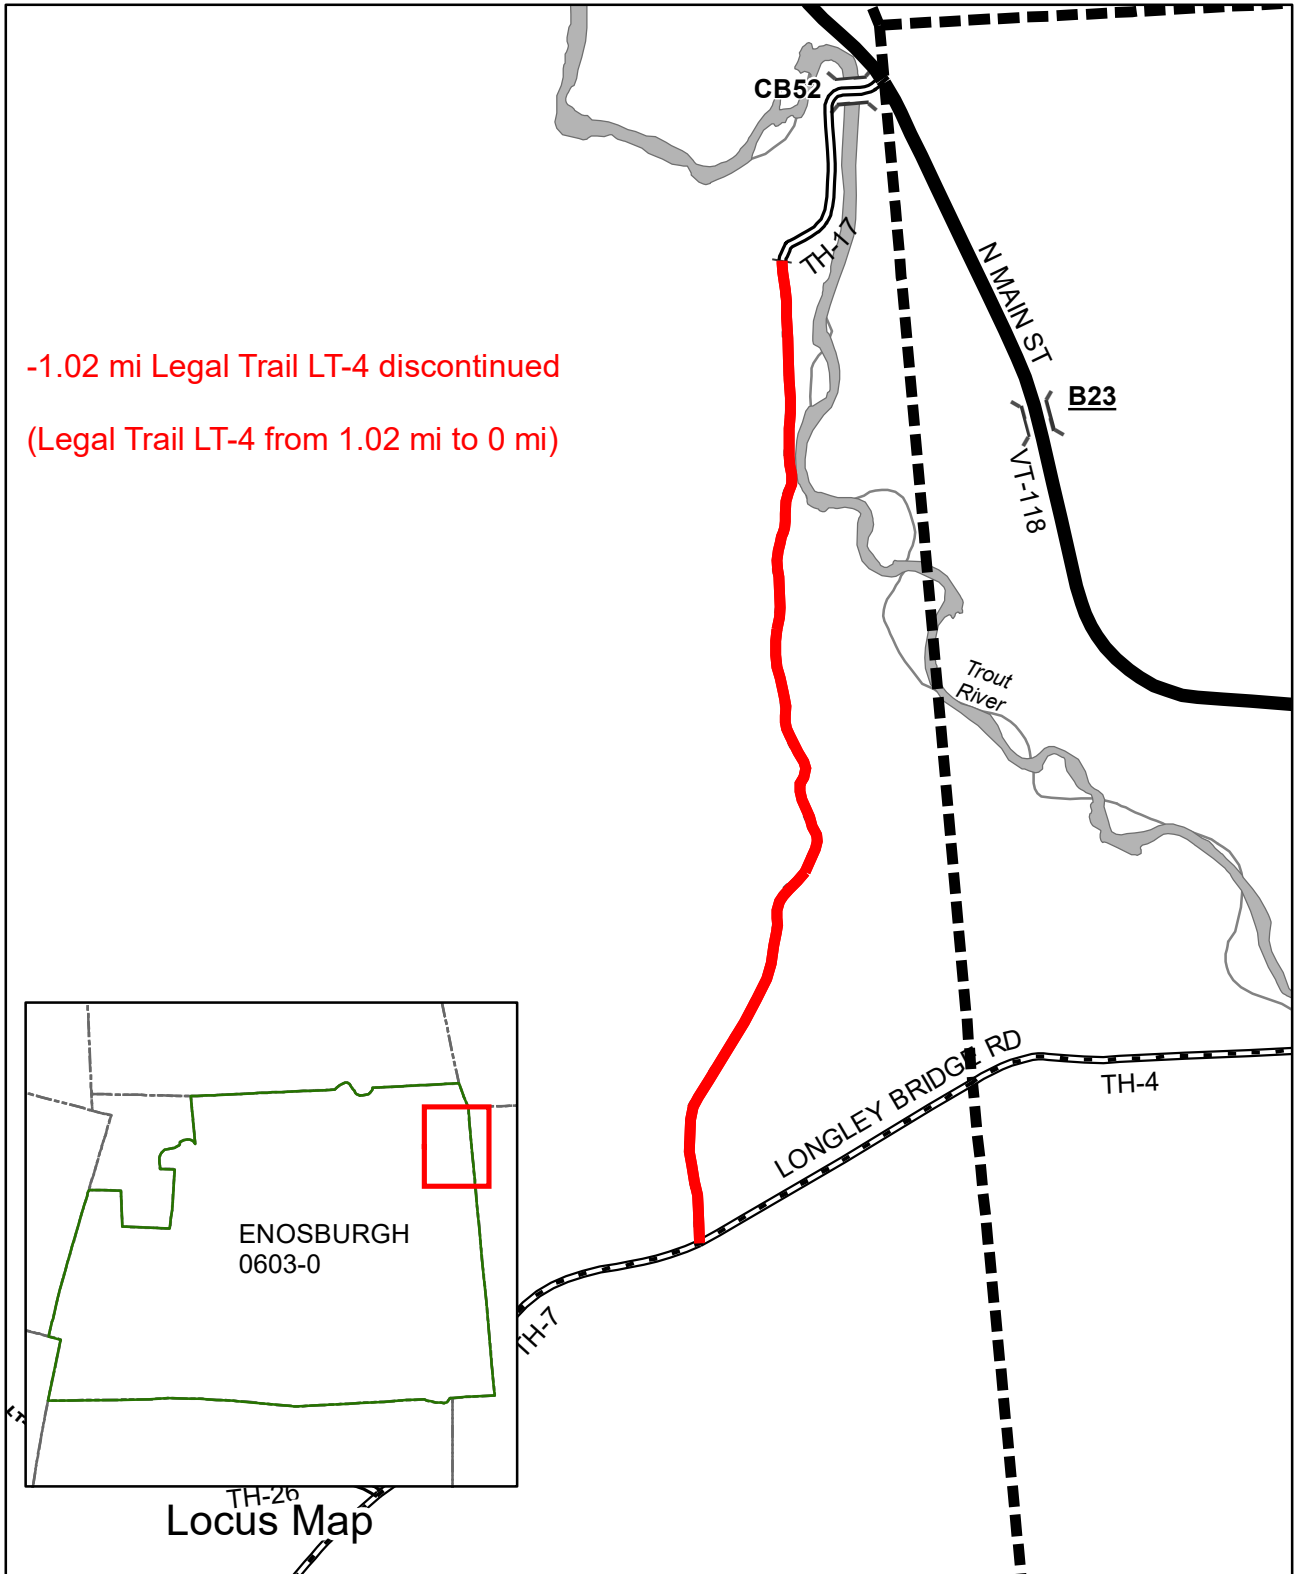 CB52
TH-17
N MAIN ST
-1.02 mi Legal Trail LT-4 discontinued
B23
(Legal Trail LT-4 from 1.02 mi to 0 mi)
VT-118
Trout
River
LONGLEY BRIDGE RD
TH-4
ENOSBURGH
0603-0
TH-7
LT-
TH-26
Locus Map